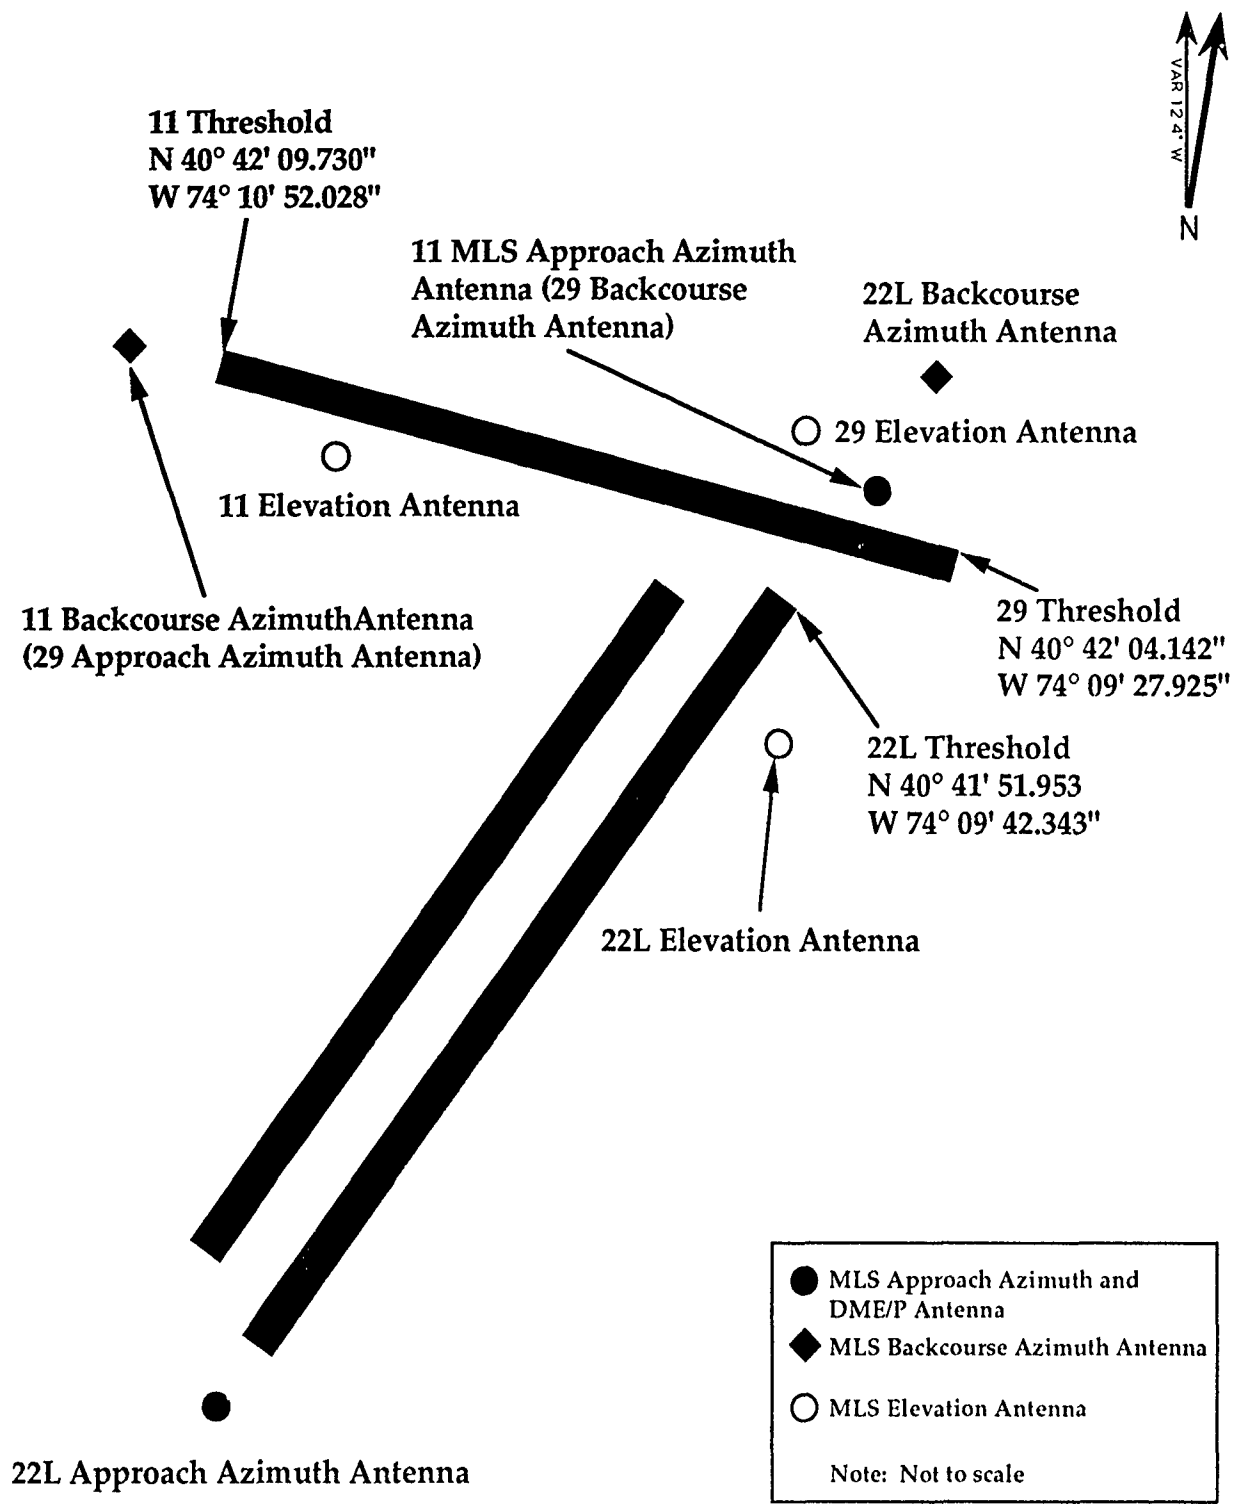 VAR 12 4° W
N
11 Threshold
N 40° 42' 09.730"
W 74° 10' 52.028"
11 MLS Approach Azimuth
Antenna (29 Backcourse
Azimuth Antenna)
22L Backcourse
Azimuth Antenna
29 Elevation Antenna
11 Elevation Antenna
11 Backcourse AzimuthAntenna
(29 Approach Azimuth Antenna)
29 Threshold
N 40° 42' 04.142"
W 74° 09' 27.925"
22L Threshold
N 40° 41' 51.953
W 74° 09' 42.343"
22L Elevation Antenna
MLS Approach Azimuth and
DME/P Antenna
MLS Backcourse Azimuth Antenna
MLS Elevation Antenna
Note: Not to scale
22L Approach Azimuth Antenna